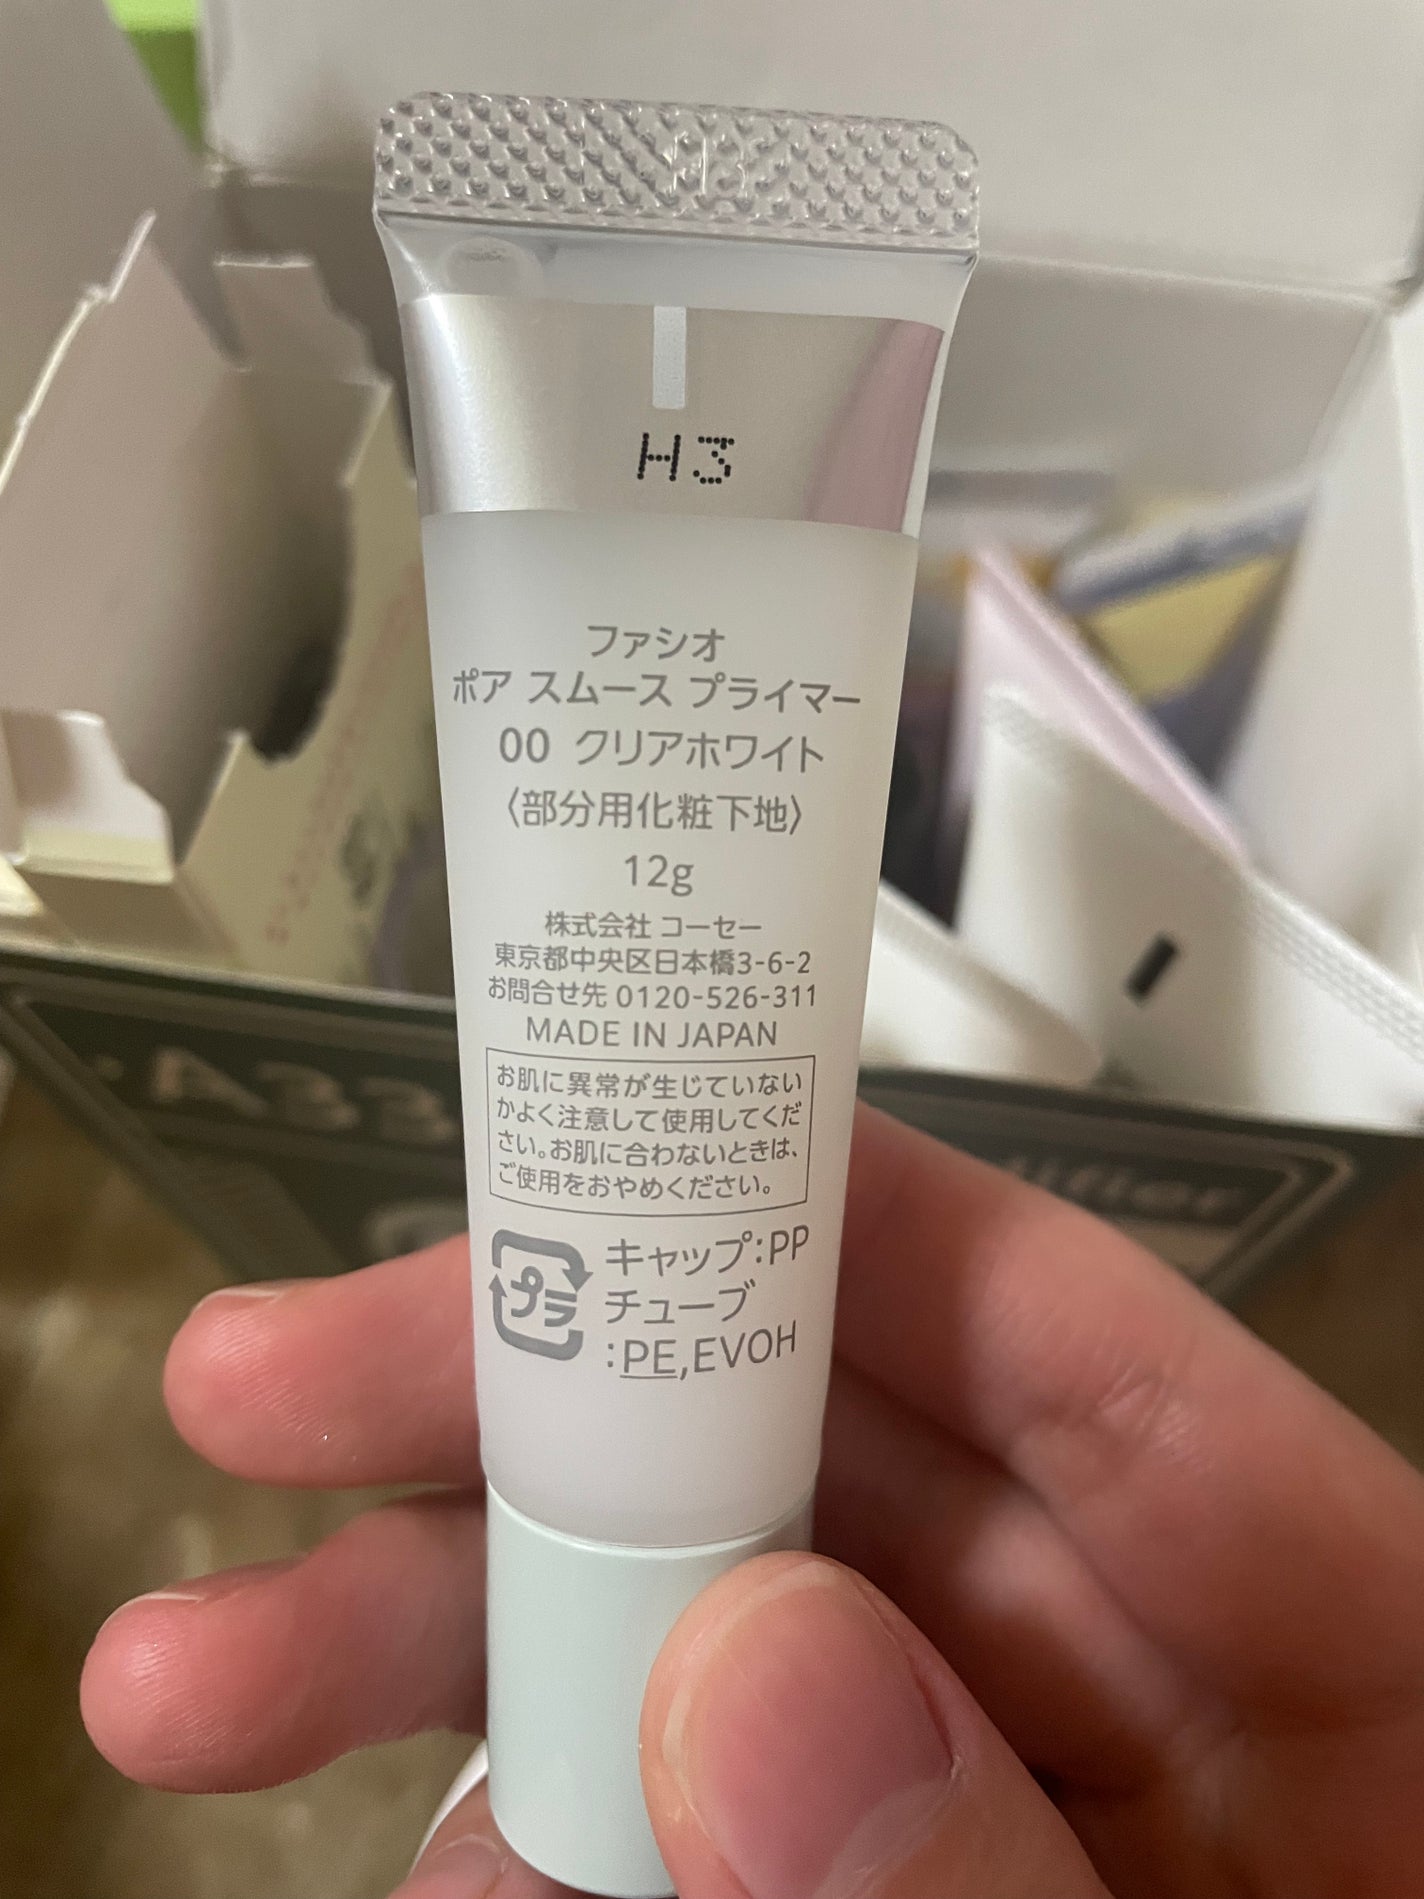 H3
ファシオ
ポア スムース プライマー
00 クリアホワイト
〈部分用化粧下地〉
12g
株式会社 コーセー
東京都中央区日本橋3-6-2
お問合せ先 0120-526-311
MADE IN JAPAN
お肌に異常が生じていない
かよく注意して使用してくだ
さい。お肌に合わないときは、
ご使用をおやめください。
プラ
キャップ:PP
チューブ
:PE,EVOH